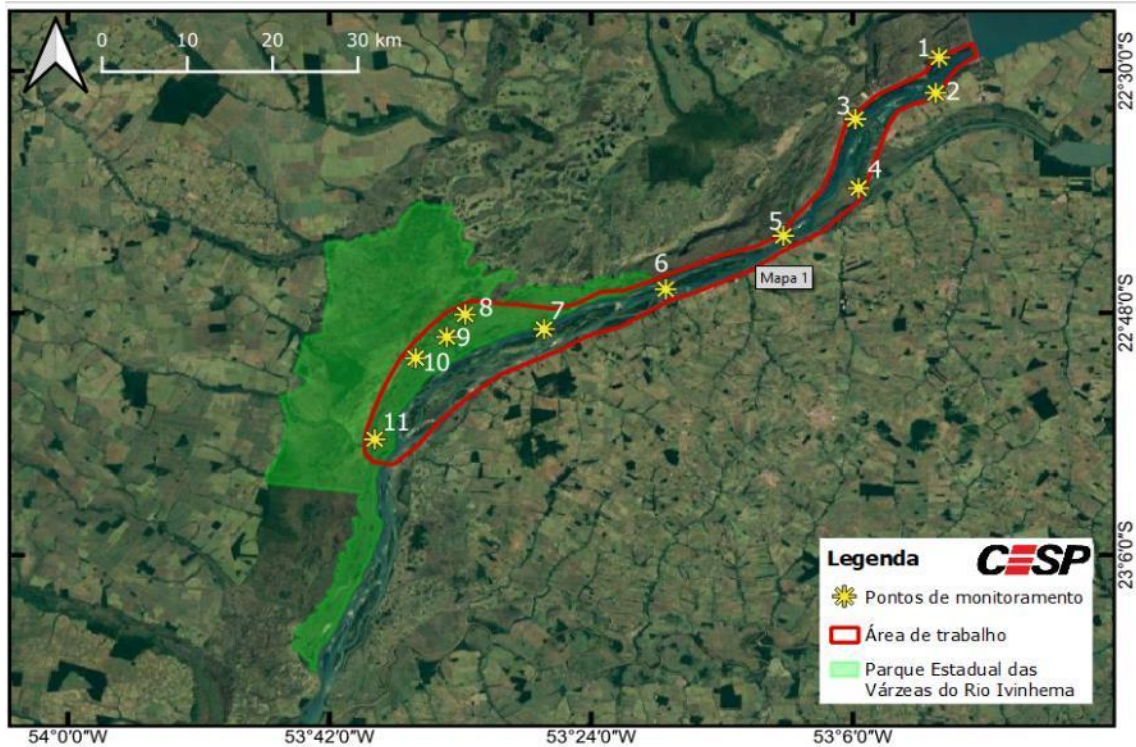 0 10 20 30 km
1
2
3
4
5
6
Mapa 1
7
8
9
10
11
22°30'0"S
22°48'0"S
23°6'0"S
Legenda
CESP
Pontos de monitoramento
Área de trabalho
Parque Estadual das
Várzeas do Rio Ivinhema
54°0'0"W 53°42'0"W 53°24'0"W 53°6'0"W